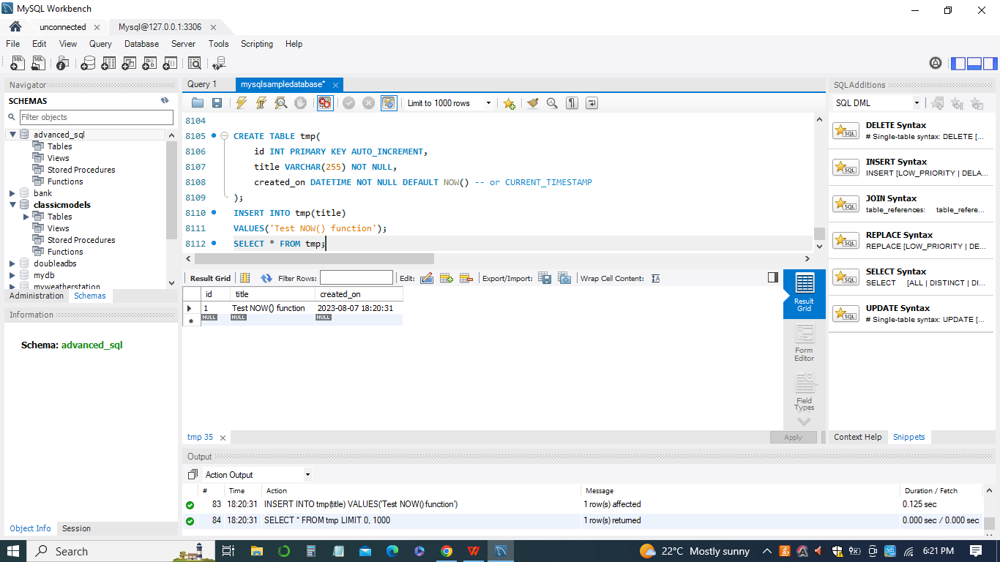 MySQL Workbench
unconnected
Mysql@127.0.0.1:3306
File Edit View Query Database Server Tools Scripting Help
Navigator
SCHEMAS
Filter objects
advanced_sql
Tables
Views
Stored Procedures
Functions
bank
classicmodels
Tables
Views
Stored Procedures
Functions
doubleadbs
mydb
myweatherstation
Administration Schemas
Information
Schema: advanced_sql
Object Info Session
Query 1
mysqlsampledatabase*
Limit to 1000 rows
8104
8105 CREATE TABLE tmp(
8106 id INT PRIMARY KEY AUTO_INCREMENT,
8107 title VARCHAR(255) NOT NULL,
8108 created_on DATETIME NOT NULL DEFAULT NOW() -- or CURRENT_TIMESTAMP
8109 );
8110 INSERT INTO tmp(title)
8111 VALUES('Test NOW() function');
8112 SELECT * FROM tmp;
Result Grid Filter Rows: Edit: Export/Import: Wrap Cell Content: IA
id title created_on
1 Test NOW() function 2023-08-07 18:20:31
NULL NULL NULL
Result Grid
Form Editor
Field Types
tmp 35
Apply
Output
Action Output
# Time Action Message Duration / Fetch
83 18:20:31 INSERT INTO tmp(title) VALUES('Test NOW() function') 1 row(s) affected 0.125 sec
84 18:20:31 SELECT * FROM tmp LIMIT 0, 1000 1 row(s) returned 0.000 sec / 0.000 sec
SQLAdditions
SQL DML
DELETE Syntax
# Single-table syntax: DELETE [...
INSERT Syntax
INSERT [LOW_PRIORITY | DELA...
JOIN Syntax
table_references: table_refere...
REPLACE Syntax
REPLACE [LOW_PRIORITY | DE...
SELECT Syntax
SELECT [ALL | DISTINCT | DI...
UPDATE Syntax
# Single-table syntax: UPDATE [...
Context Help Snippets
Search
22°C Mostly sunny
6:21 PM